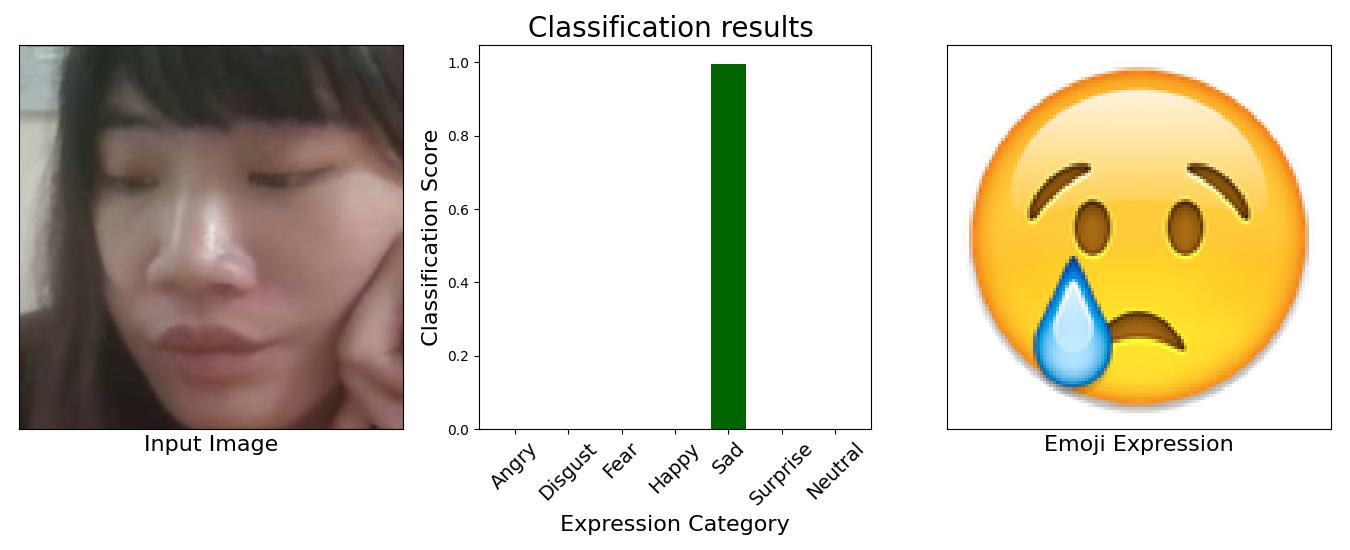 Classification results
Classification Score
1.0
0.8
0.6
0.4
0.2
0.0
Angry
Disgust
Fear
Happy
Sad
Surprise
Neutral
Expression Category
Input Image
Emoji Expression